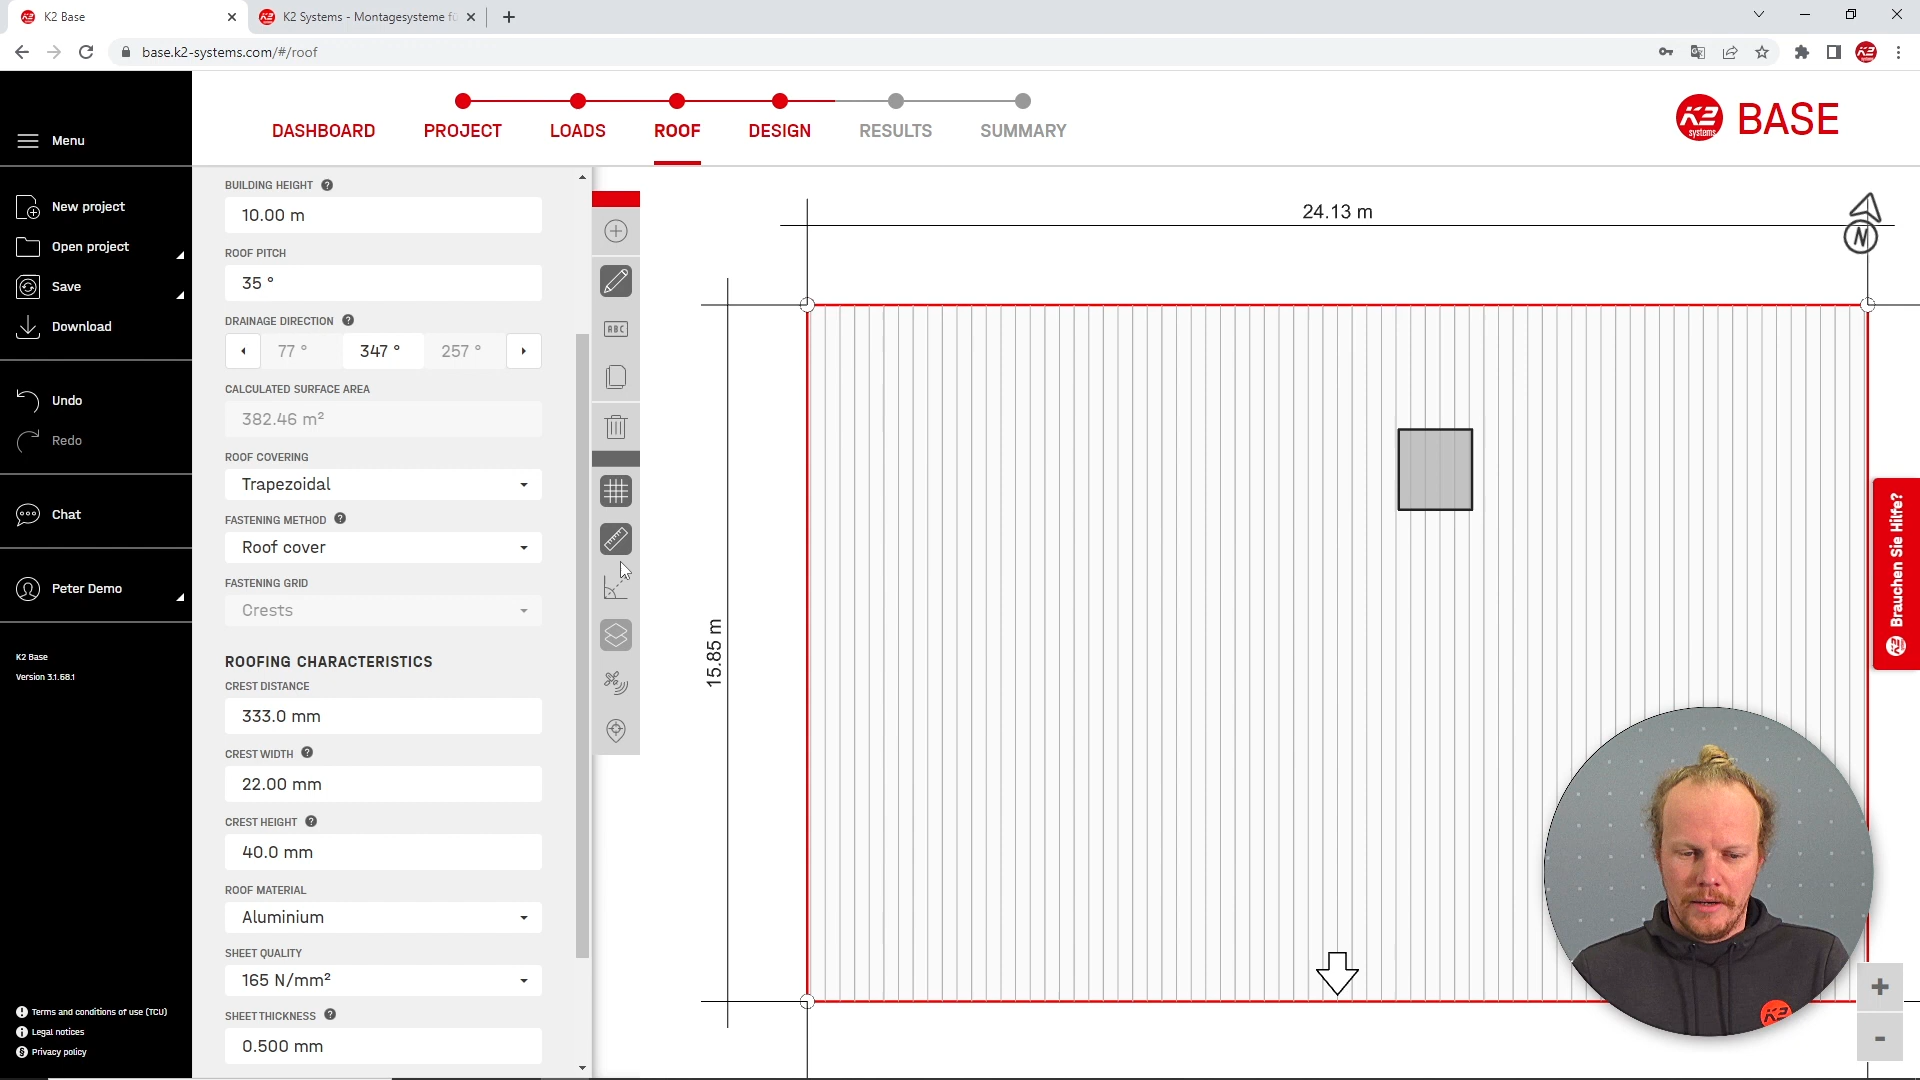 K2 Base
K2 Systems - Montagesysteme fü
base.k2-systems.com/#/roof
Menu
New project
Open project
Save
Download
Undo
Redo
Chat
Peter Demo
K2 Base
Version 3.1.68.1
Terms and conditions of use (TCU)
Legal notices
Privacy policy
DASHBOARD
PROJECT
LOADS
ROOF
DESIGN
RESULTS
SUMMARY
K2
systems
BASE
BUILDING HEIGHT ?
10.00 m
ROOF PITCH
35 °
DRAINAGE DIRECTION ?
77 °
347 °
257 °
CALCULATED SURFACE AREA
382.46 m²
ROOF COVERING
Trapezoidal
FASTENING METHOD ?
Roof cover
FASTENING GRID
Crests
ROOFING CHARACTERISTICS
CREST DISTANCE
333.0 mm
CREST WIDTH ?
22.00 mm
CREST HEIGHT ?
40.0 mm
ROOF MATERIAL
Aluminium
SHEET QUALITY
165 N/mm²
SHEET THICKNESS ?
0.500 mm
ABC
24.13 m
15.85 m
N
Brauchen Sie Hilfe?
K2
+
-